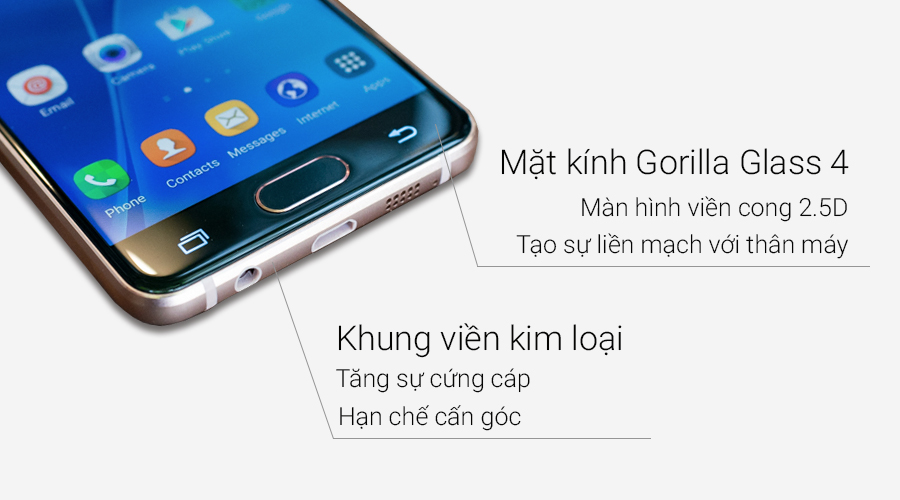 Google
Play Store
Camera
Email
Apps
Internet
Messages
Contacts
Phone
Mặt kính Gorilla Glass 4
Màn hình viền cong 2.5D
Tạo sự liền mạch với thân máy
Khung viền kim loại
Tăng sự cứng cáp
Hạn chế cấn góc